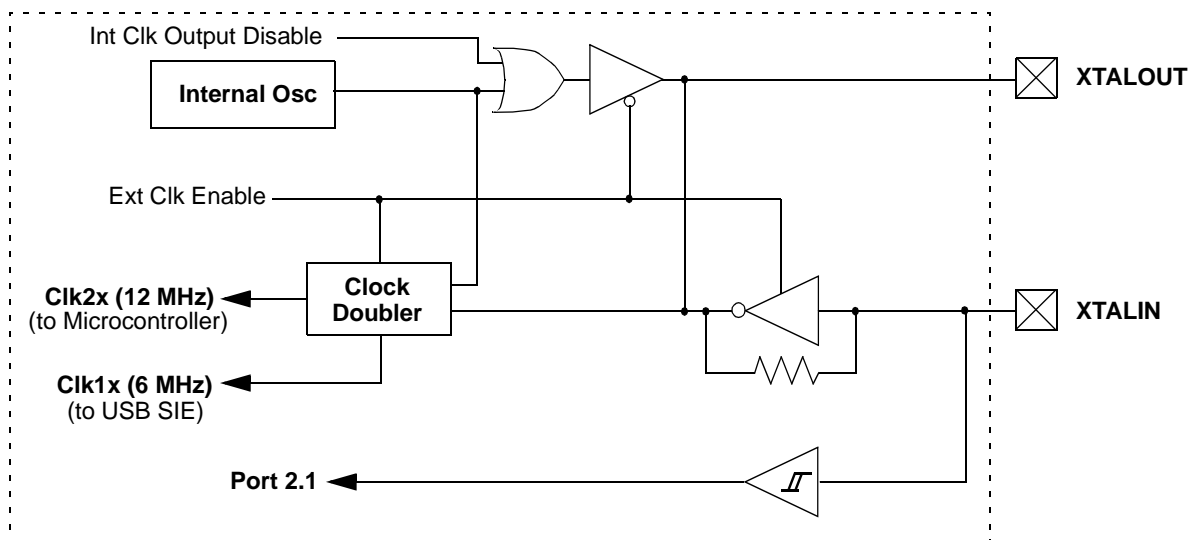 Int Clk Output Disable
XTALOUT
Internal Osc
Ext Clk Enable
Clock
Doubler
Clk2x (12 MHz)
(to Microcontroller)
XTALIN
Clk1x (6 MHz)
(to USB SIE)
Port 2.1